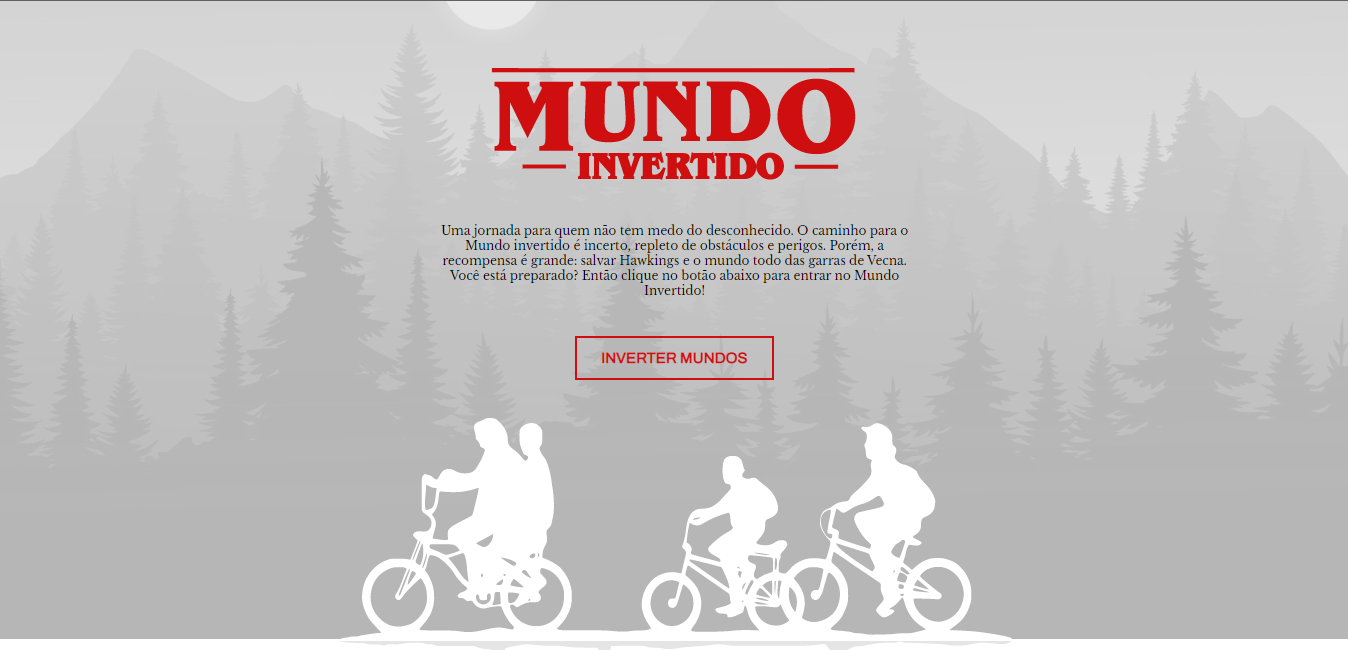 MUNDO
INVERTIDO
Uma jornada para quem não tem medo do desconhecido. O caminho para o
Mundo invertido é incerto, repleto de obstáculos e perigos. Porém, a
recompensa é grande: salvar Hawkings e o mundo todo das garras de Vecna.
Você está preparado? Então clique no botão abaixo para entrar no Mundo
Invertido!
INVERTER MUNDOS